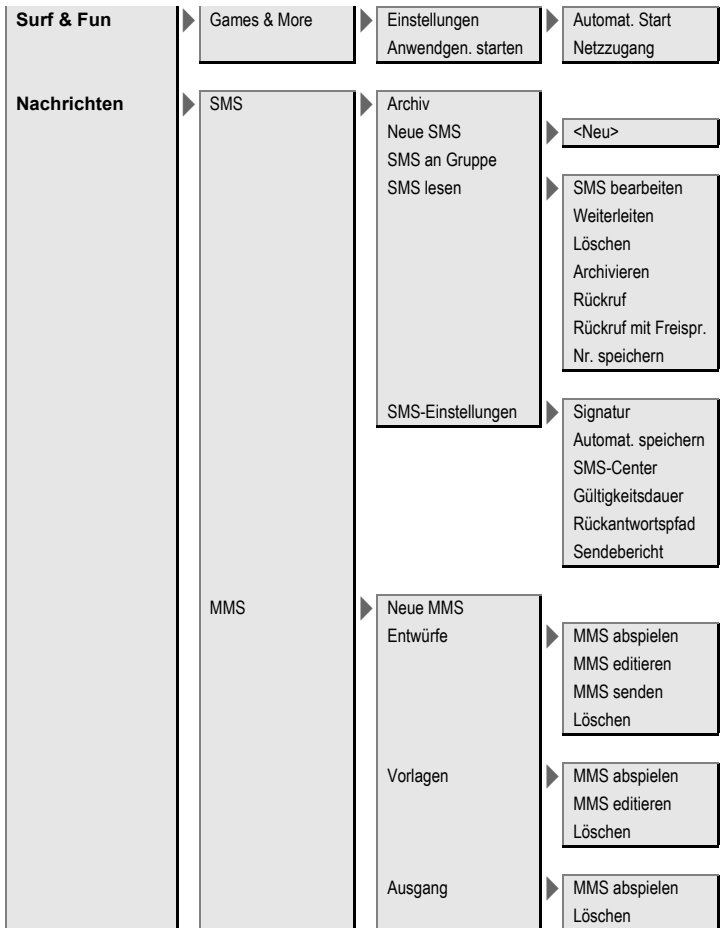 Surf & Fun Games & More Einstellungen Automat. Start
Anwendgen. starten Netzzugang
Nachrichten SMS Archiv
Neue SMS <Neu>
SMS an Gruppe
SMS lesen SMS bearbeiten
Weiterleiten
Löschen
Archivieren
Rückruf
Rückruf mit Freispr.
Nr. speichern
SMS-Einstellungen Signatur
Automat. speichern
SMS-Center
Gültigkeitsdauer
Rückantwortspfad
Sendebericht
MMS Neue MMS
Entwürfe MMS abspielen
MMS editieren
MMS senden
Löschen
Vorlagen MMS abspielen
MMS editieren
Löschen
Ausgang MMS abspielen
Löschen